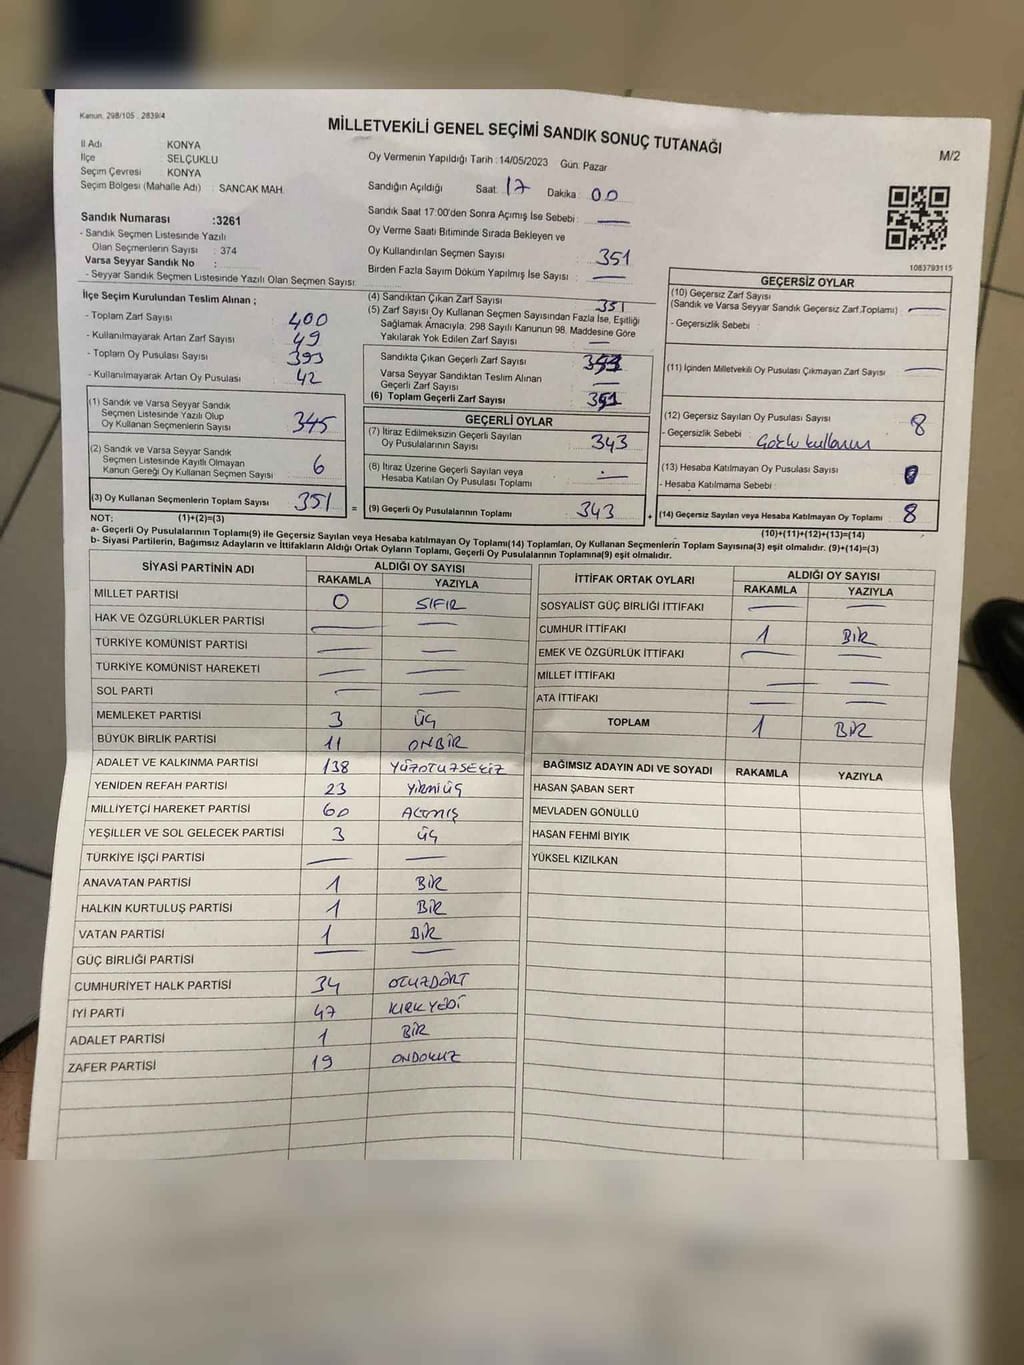 Kanun. 298/105 . 2839/4
MİLLETVEKİLİ GENEL SEÇİMİ SANDIK SONUÇ TUTANAĞI
M/2
İl Adı KONYA
İlçe SELÇUKLU
Seçim Çevresi KONYA
Seçim Bölgesi (Mahalle Adı) : SANCAK MAH.
Oy Vermenin Yapıldığı Tarih : 14/05/2023 Gün. Pazar
Sandığın Açıldığı Saat: 17 Dakika : 00
Sandık Saat 17:00'den Sonra Açımış İse Sebebi : —
Sandık Numarası :3261
- Sandık Seçmen Listesinde Yazılı
Olan Seçmenlerin Sayısı : 374
Varsa Seyyar Sandık No :
- Seyyar Sandık Seçmen Listesinde Yazılı Olan Seçmen Sayısı:
Oy Verme Saati Bitiminde Sırada Bekleyen ve
Oy Kullandırılan Seçmen Sayısı : 351
Birden Fazla Sayım Döküm Yapılmış İse Sayısı : —
1083793115
İlçe Seçim Kurulundan Teslim Alınan ;
- Toplam Zarf Sayısı : 400
- Kullanılmayarak Artan Zarf Sayısı : 49
- Toplam Oy Pusulası Sayısı : 393
- Kullanılmayarak Artan Oy Pusulası : 42
(1) Sandık ve Varsa Seyyar Sandık
Seçmen Listesinde Yazılı Olup
Oy Kullanan Seçmenlerin Sayısı : 345
(2) Sandık ve Varsa Seyyar Sandık
Seçmen Listesinde Kayıtlı Olmayan
Kanun Gereği Oy Kullanan Seçmen Sayısı : 6
(3) Oy Kullanan Seçmenlerin Toplam Sayısı : 351 =
(4) Sandıktan Çıkan Zarf Sayısı : 351
(5) Zarf Sayısı Oy Kullanan Seçmen Sayısından Fazla İse, Eşitliği
Sağlamak Amacıyla; 298 Sayılı Kanunun 98. Maddesine Göre
Yakılarak Yok Edilen Zarf Sayısı : —
Sandıkta Çıkan Geçerli Zarf Sayısı :
Varsa Seyyar Sandıktan Teslim Alınan
Geçerli Zarf Sayısı : —
(6) Toplam Geçerli Zarf Sayısı :
GEÇERLİ OYLAR
(7) İtiraz Edilmeksizin Geçerli Sayılan
Oy Pusulalarının Sayısı : 343
(8) İtiraz Üzerine Geçerli Sayılan veya
Hesaba Katılan Oy Pusulası Toplamı : —
(9) Geçerli Oy Pusulalarının Toplamı : 343 +
GEÇERSİZ OYLAR
(10) Geçersiz Zarf Sayısı
(Sandık ve Varsa Seyyar Sandık Geçersiz Zarf Toplamı) : —
- Geçersizlik Sebebi :
(11) İçinden Milletvekili Oy Pusulası Çıkmayan Zarf Sayısı : —
(12) Geçersiz Sayılan Oy Pusulası Sayısı : 8
- Geçersizlik Sebebi :
(13) Hesaba Katılmayan Oy Pusulası Sayısı :
- Hesaba Katılmama Sebebi :
(14) Geçersiz Sayılan veya Hesaba Katılmayan Oy Toplamı : 8
NOT: (1)+(2)=(3)
(10)+(11)+(12)+(13)=(14)
a- Geçerli Oy Pusulalarının Toplamı(9) ile Geçersiz Sayılan veya Hesaba katılmayan Oy Toplamı(14) Toplamları, Oy Kullanan Seçmenlerin Toplam Sayısına(3) eşit olmalıdır. (9)+(14)=(3)
b- Siyasi Partilerin, Bağımsız Adayların ve İttifakların Aldığı Ortak Oyların Toplamı, Geçerli Oy Pusulalarının Toplamına(9) eşit olmalıdır.
SİYASİ PARTİNİN ADI ALDIĞI OY SAYISI
RAKAMLA YAZIYLA
MİLLET PARTİSİ 0 SIFIR
HAK VE ÖZGÜRLÜKLER PARTİSİ — —
TÜRKİYE KOMÜNİST PARTİSİ — —
TÜRKİYE KOMÜNİST HAREKETİ — —
SOL PARTİ — —
MEMLEKET PARTİSİ 3 ÜÇ
BÜYÜK BİRLİK PARTİSİ 11 ONBİR
ADALET VE KALKINMA PARTİSİ 138 YÜZOTUZSEKİZ
YENİDEN REFAH PARTİSİ 23 YİRMİÜÇ
MİLLİYETÇİ HAREKET PARTİSİ 60 ALTMIŞ
YEŞİLLER VE SOL GELECEK PARTİSİ 3 ÜÇ
TÜRKİYE İŞÇİ PARTİSİ — —
ANAVATAN PARTİSİ 1 BİR
HALKIN KURTULUŞ PARTİSİ 1 BİR
VATAN PARTİSİ 1 BİR
GÜÇ BİRLİĞİ PARTİSİ — —
CUMHURİYET HALK PARTİSİ 34 OTUZDÖRT
İYİ PARTİ 47 KIRKYEDİ
ADALET PARTİSİ 1 BİR
ZAFER PARTİSİ 19 ONDOKUZ
İTTİFAK ORTAK OYLARI ALDIĞI OY SAYISI
RAKAMLA YAZIYLA
SOSYALİST GÜÇ BİRLİĞİ İTTİFAKI — —
CUMHUR İTTİFAKI 1 BİR
EMEK VE ÖZGÜRLÜK İTTİFAKI — —
MİLLET İTTİFAKI — —
ATA İTTİFAKI — —
TOPLAM 1 BİR
BAĞIMSIZ ADAYIN ADI VE SOYADI RAKAMLA YAZIYLA
HASAN ŞABAN SERT
MEVLADEN GÖNÜLLÜ
HASAN FEHMİ BIYIK
YÜKSEL KIZILKAN